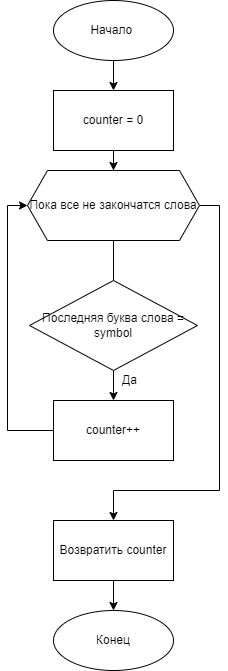 Начало
counter = 0
Пока все не закончатся слова
Последняя буква слова =
symbol
Да
counter++
Возвратить counter
Конец